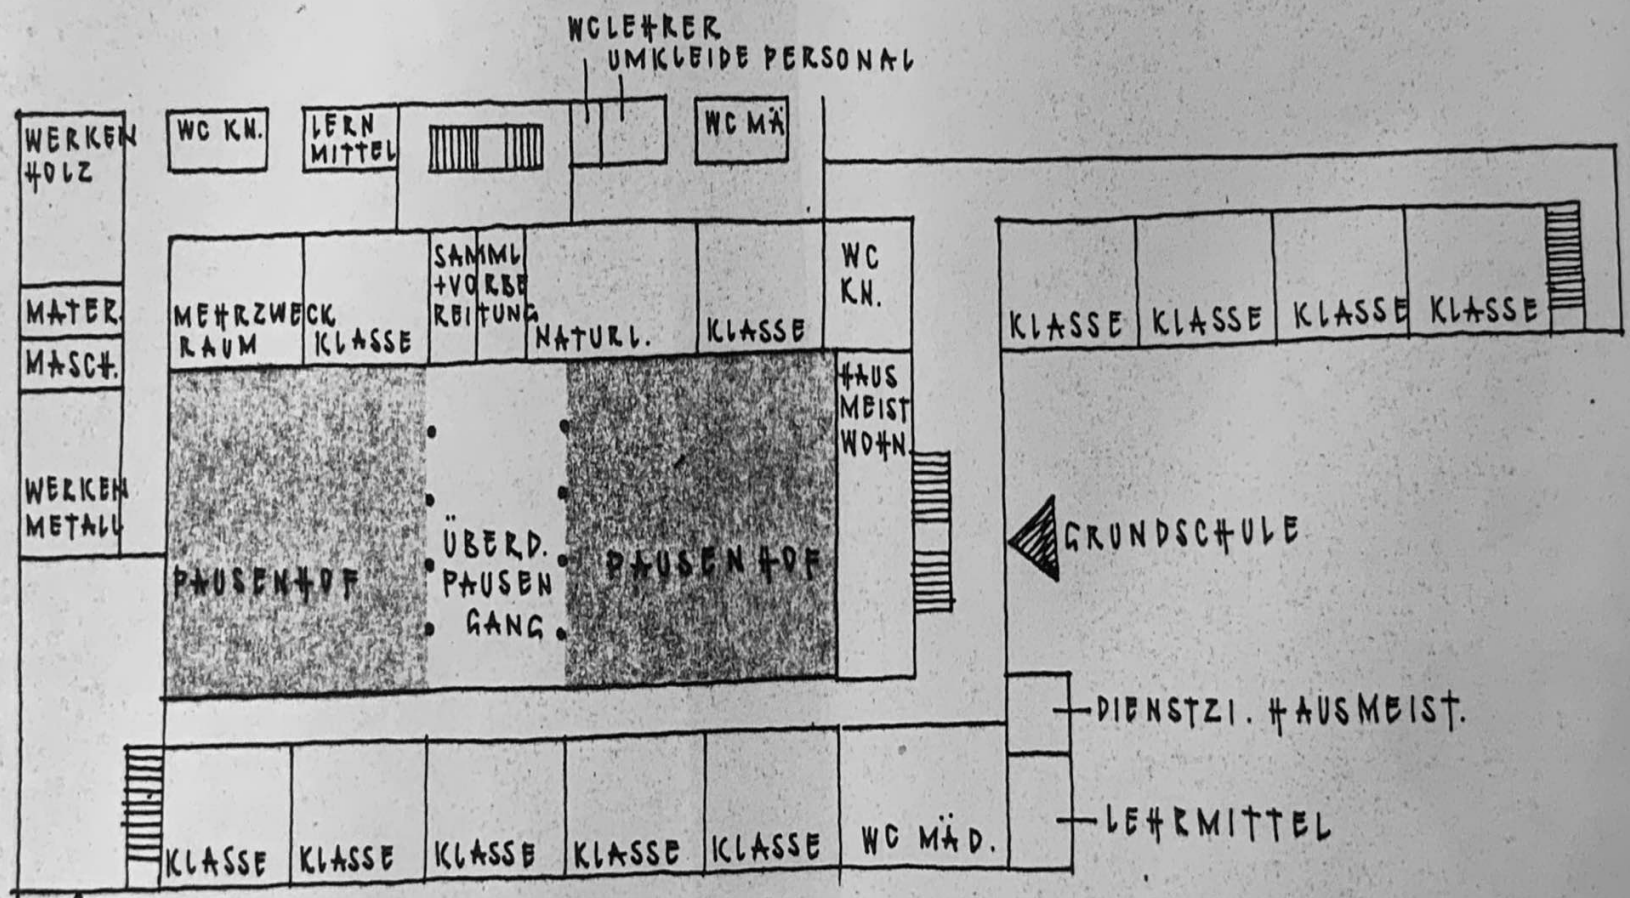 WC LEHRER
UMKLEIDE PERSONAL
WERKEN
HOLZ
WC KN.
LERN
MITTEL
WC MÄ
MATER.
MASCH.
WERKEN
METALL
MEHRZWECK
RAUM
KLASSE
SAMML
+VORBE
REITUNG
NATURL.
KLASSE
WC
KN.
KLASSE
KLASSE
KLASSE
KLASSE
HAUS
MEIST
WOHN.
PAUSENHOF
ÜBERD.
PAUSEN
GANG
PAUSENHOF
GRUNDSCHULE
DIENSTZI. HAUSMEIST.
LEHRMITTEL
KLASSE
KLASSE
KLASSE
KLASSE
KLASSE
WC MÄD.